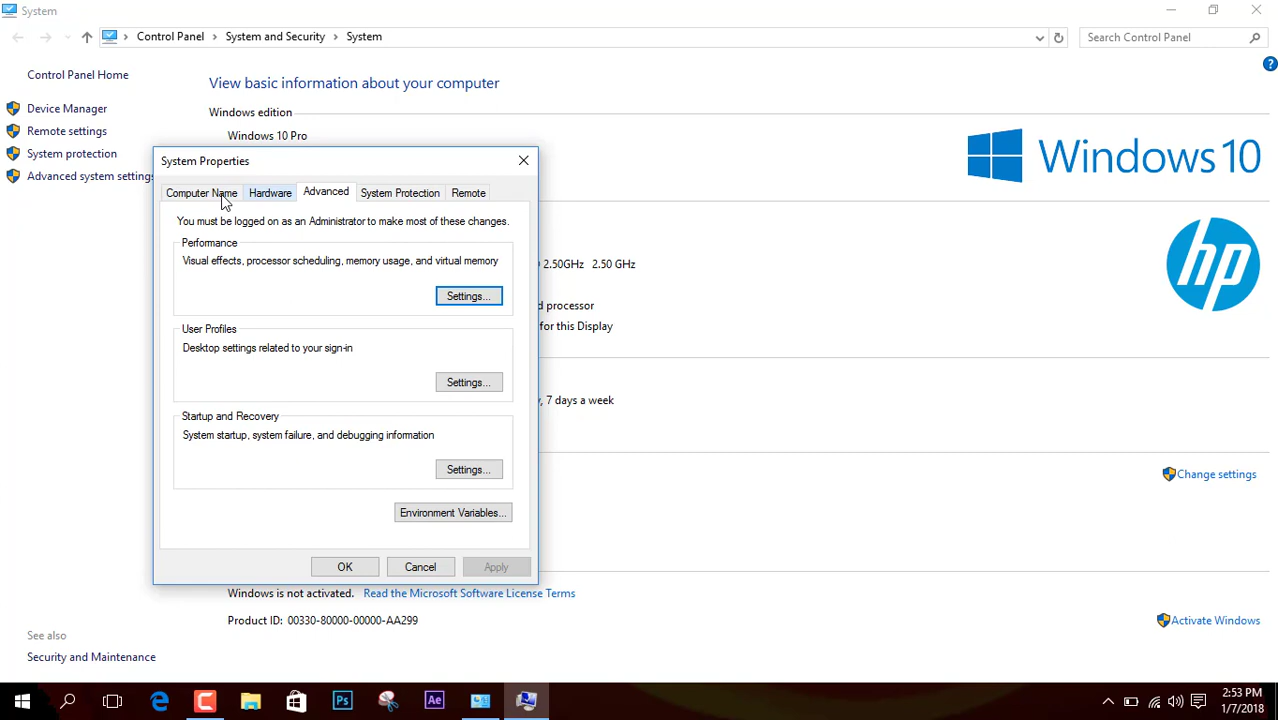 System
Control Panel
System and Security
System
Search Control Panel
Control Panel Home
Device Manager
Remote settings
System protection
Advanced system settings
View basic information about your computer
Windows edition
Windows 10 Pro
Windows 10
System Properties
Computer Name
Hardware
Advanced
System Protection
Remote
You must be logged on as an Administrator to make most of these changes.
Performance
Visual effects, processor scheduling, memory usage, and virtual memory
Settings...
User Profiles
Desktop settings related to your sign-in
Settings...
Startup and Recovery
System startup, system failure, and debugging information
Settings...
Environment Variables...
OK
Cancel
Apply
2.50GHz 2.50 GHz
processor
for this Display
hp
, 7 days a week
Change settings
Windows is not activated. Read the Microsoft Software License Terms
Product ID: 00330-80000-00000-AA299
Activate Windows
See also
Security and Maintenance
Ps
Ae
2:53 PM
1/7/2018